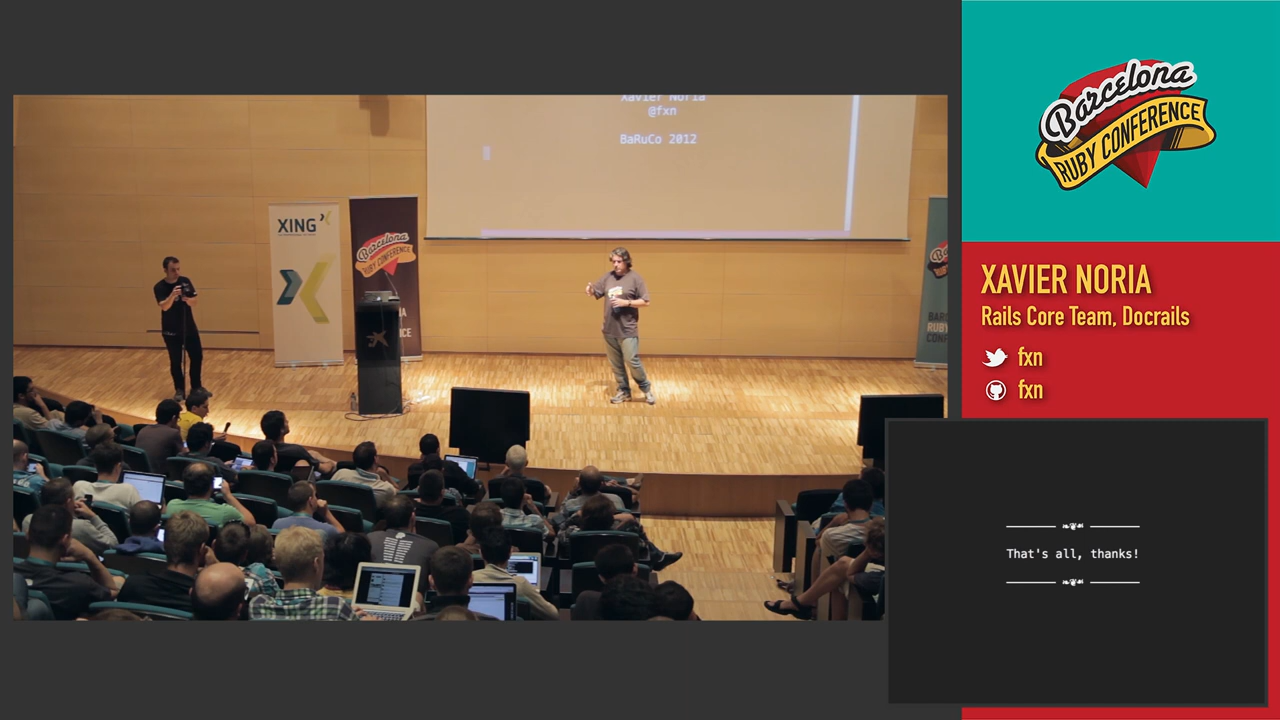 Xavier Noria
@fxn
BaRuCo 2012
XING
Barcelona
RUBY CONFERENCE
Barcelona
RUBY CONFERENCE
XAVIER NORIA
Rails Core Team, Docrails
fxn
fxn
That's all, thanks!